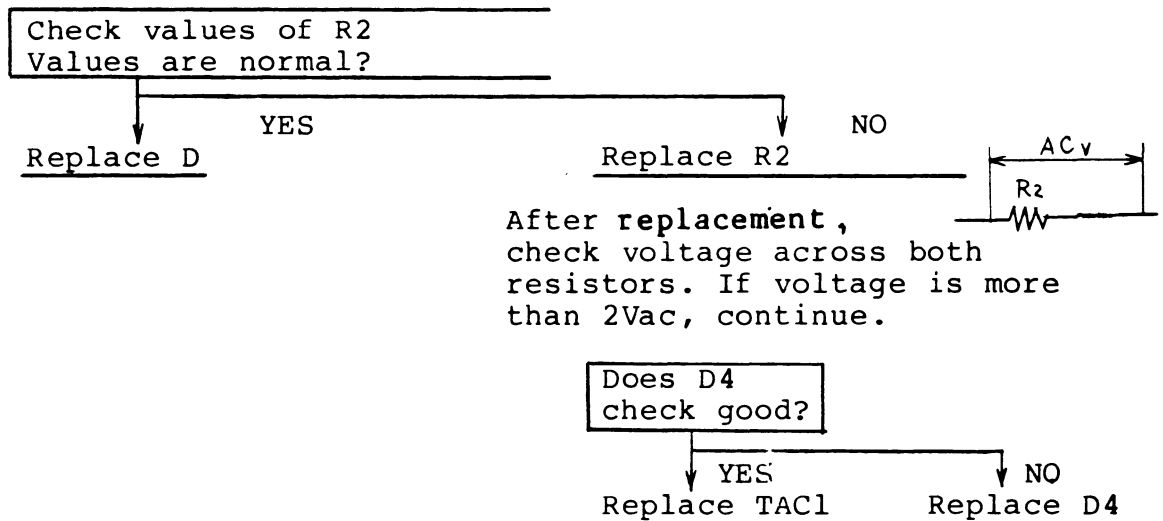 Check values of R2
Values are normal?
YES
NO
Replace D
Replace R2
ACv
R2
After replacement,
check voltage across both
resistors. If voltage is more
than 2Vac, continue.
Does D4
check good?
YES
NO
Replace TAC1
Replace D4